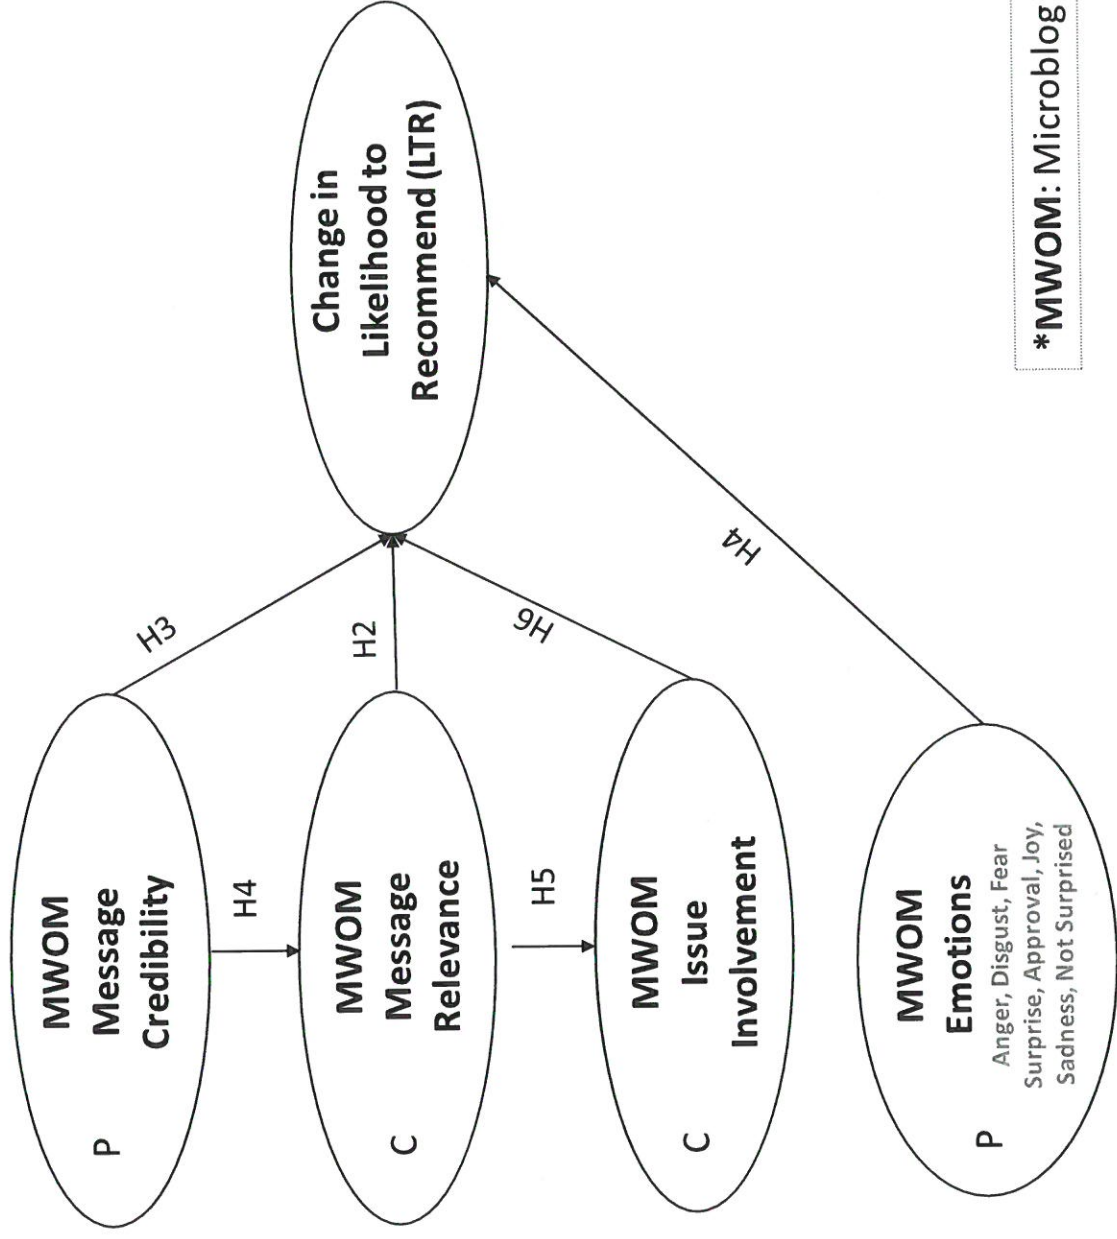 MWOM
Message
Credibility
P
H3
H4
MWOM
Message
Relevance
C
H2
Change in
Likelihood to
Recommend (LTR)
H5
MWOM
Issue
Involvement
C
H6
MWOM
Emotions
Anger, Disgust, Fear
Surprise, Approval, Joy,
Sadness, Not Surprised
P
H4
*MWOM: Microblog